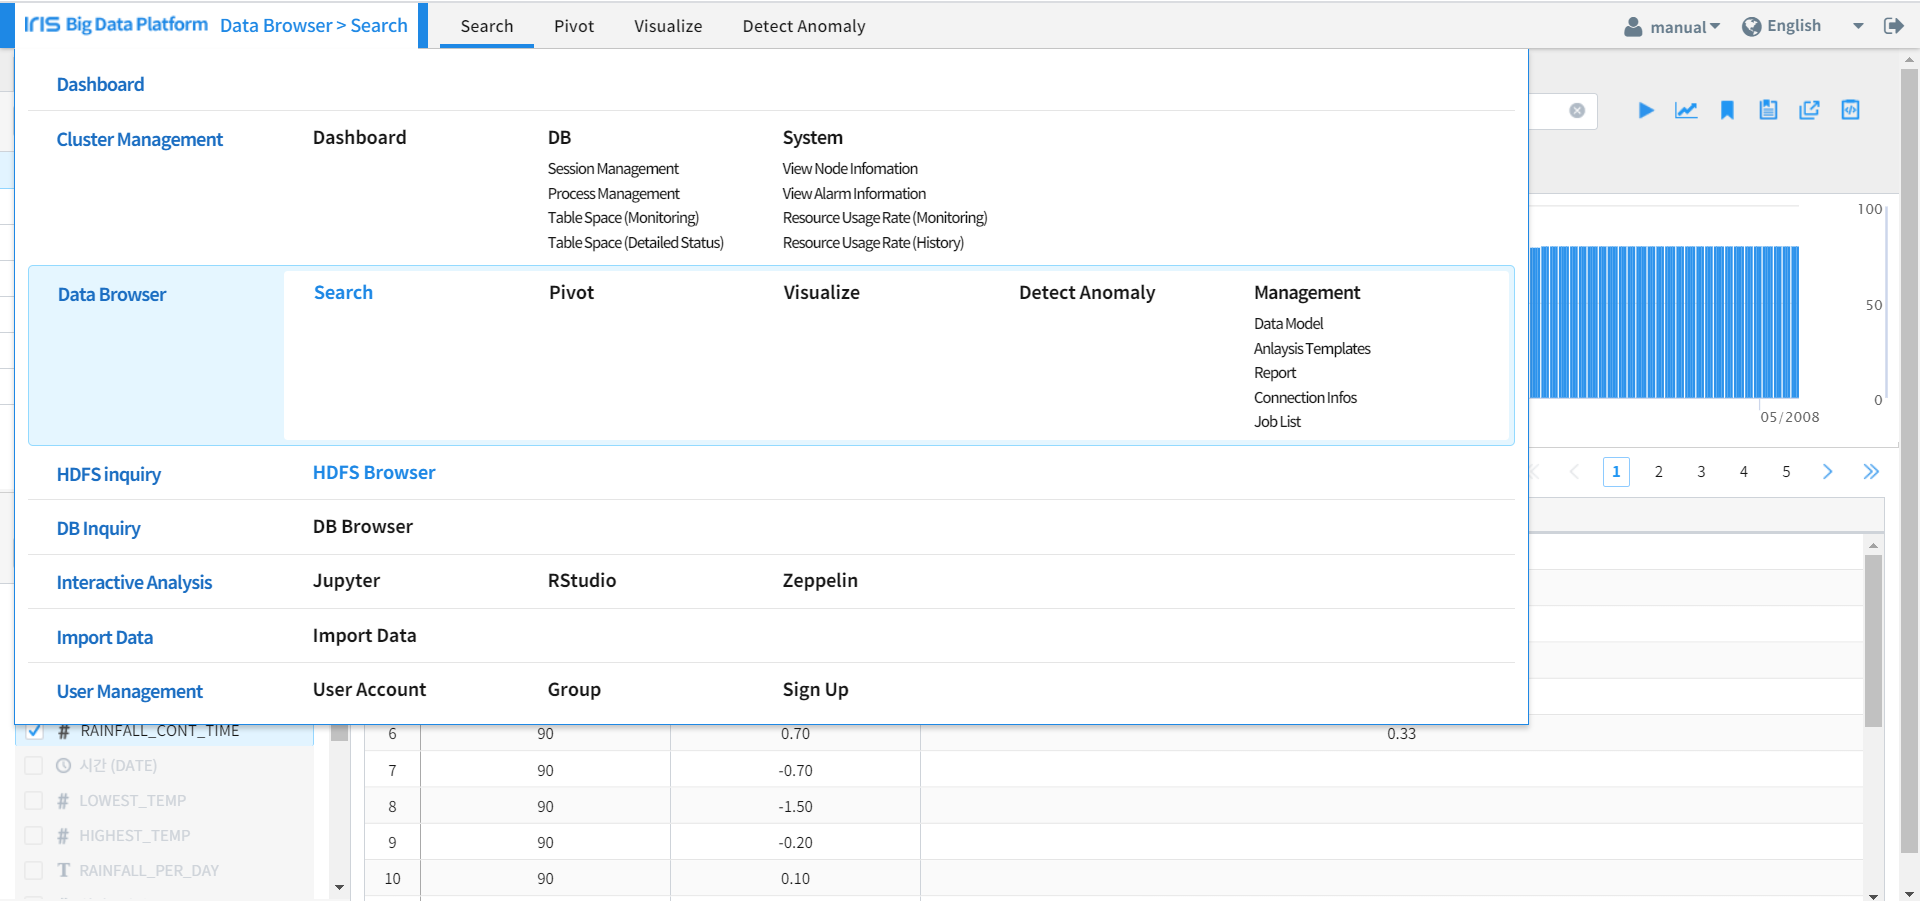 IRIS Big Data Platform Data Browser > Search Search Pivot Visualize Detect Anomaly manual English
Dashboard
Cluster Management Dashboard DB System
Session Management View Node Infomation
Process Management View Alarm Information
Table Space (Monitoring) Resource Usage Rate (Monitoring)
Table Space (Detailed Status) Resource Usage Rate (History)
100
50
0
05/2008
Data Browser Search Pivot Visualize Detect Anomaly Management
Data Model
Anlaysis Templates
Report
Connection Infos
Job List
HDFS inquiry HDFS Browser
1 2 3 4 5
DB Inquiry DB Browser
Interactive Analysis Jupyter RStudio Zeppelin
Import Data Import Data
User Management User Account Group Sign Up
# RAINFALL_CONT_TIME 6 90 0.70 0.33
시간 (DATE) 7 90 -0.70
# LOWEST_TEMP 8 90 -1.50
# HIGHEST_TEMP 9 90 -0.20
T RAINFALL_PER_DAY 10 90 0.10